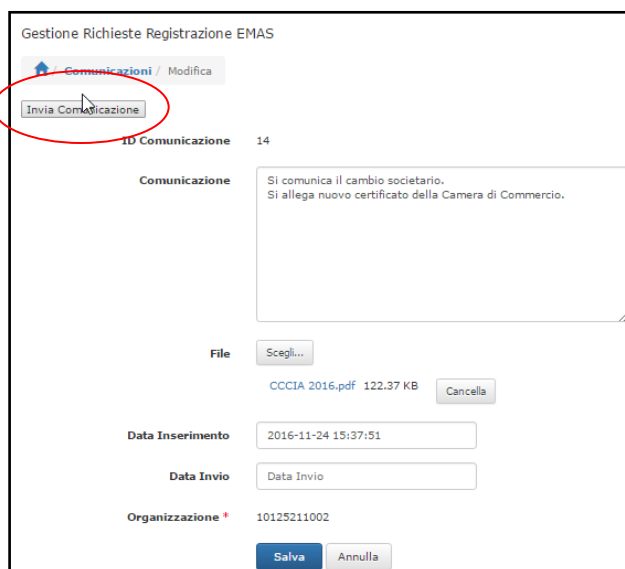 Gestione Richieste Registrazione EMAS
/ Comunicazioni / Modifica
Invia Comunicazione
ID Comunicazione 14
Comunicazione Si comunica il cambio societario.
Si allega nuovo certificato della Camera di Commercio.
File Scegli...
CCCIA 2016.pdf 122.37 KB Cancella
Data Inserimento 2016-11-24 15:37:51
Data Invio Data Invio
Organizzazione * 10125211002
Salva Annulla